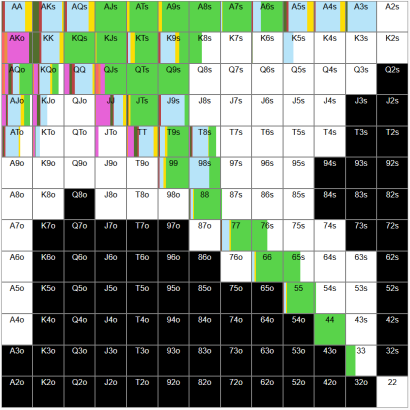 AA AKs AQs AJs ATs A9s A8s A7s A6s A5s A4s A3s A2s
AKo KK KQs KJs KTs K9s K8s K7s K6s K5s K4s K3s K2s
AQo KQo QQ QJs QTs Q9s Q8s Q7s Q6s Q5s Q4s Q3s Q2s
AJo KJo QJo JJ JTs J9s J8s J7s J6s J5s J4s J3s J2s
ATo KTo QTo JTo TT T9s T8s T7s T6s T5s T4s T3s T2s
A9o K9o Q9o J9o T9o 99 98s 97s 96s 95s 94s 93s 92s
A8o K8o Q8o J8o T8o 98o 88 87s 86s 85s 84s 83s 82s
A7o K7o Q7o J7o T7o 97o 87o 77 76s 75s 74s 73s 72s
A6o K6o Q6o J6o T6o 96o 86o 76o 66 65s 64s 63s 62s
A5o K5o Q5o J5o T5o 95o 85o 75o 65o 55 54s 53s 52s
A4o K4o Q4o J4o T4o 94o 84o 74o 64o 54o 44 43s 42s
A3o K3o Q3o J3o T3o 93o 83o 73o 63o 53o 43o 33 32s
A2o K2o Q2o J2o T2o 92o 82o 72o 62o 52o 42o 32o 22